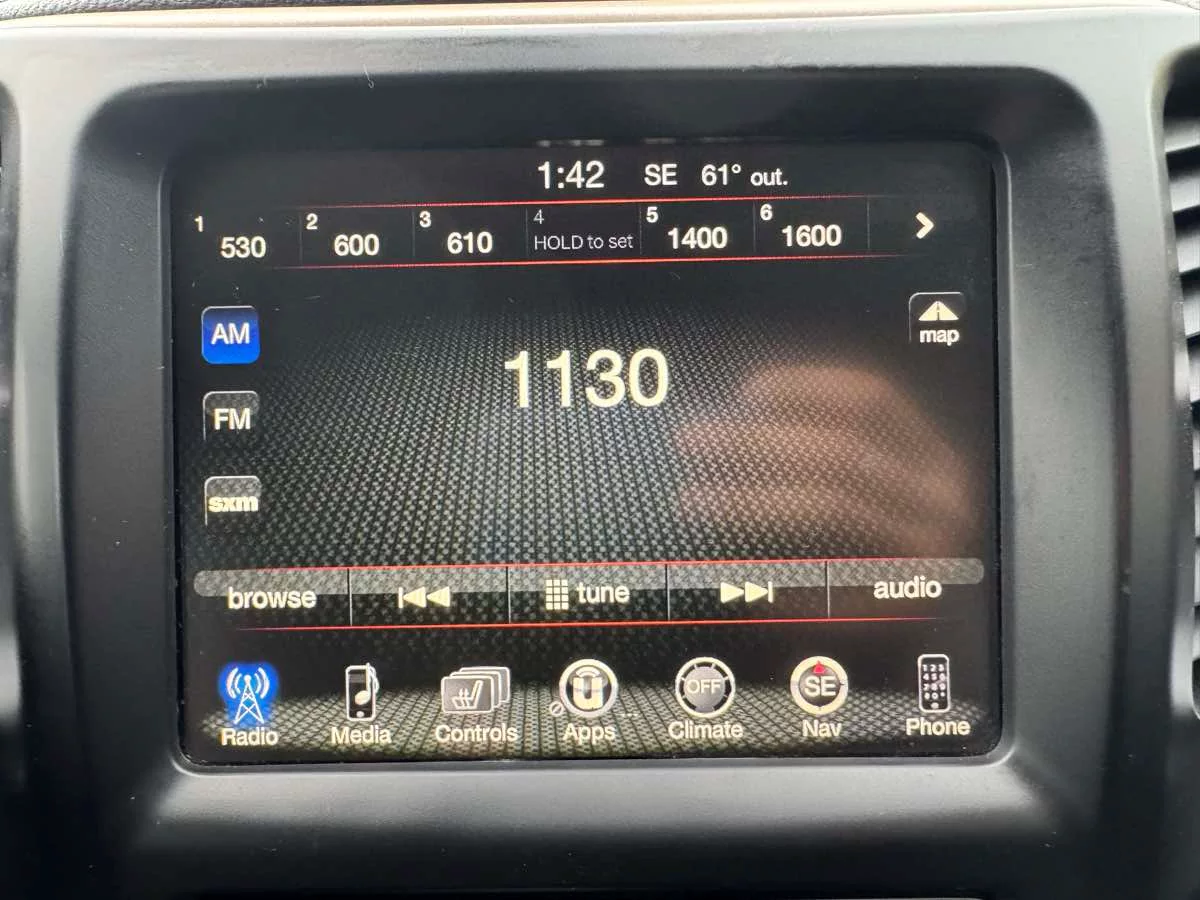 1:42 SE 61° out.
1 530 2 600 3 610 4 HOLD to set 5 1400 6 1600
map
AM
1130
FM
sxm
browse tune audio
OFF SE
Radio Media Controls Apps Climate Nav Phone